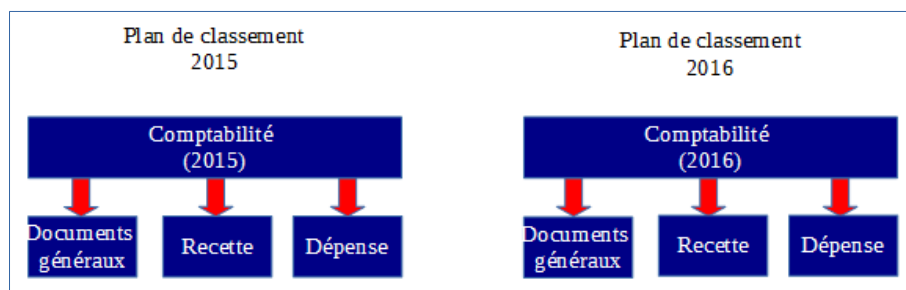 Plan de classement
2015
Comptabilité
(2015)
Documents
généraux
Recette
Dépense
Plan de classement
2016
Comptabilité
(2016)
Documents
généraux
Recette
Dépense